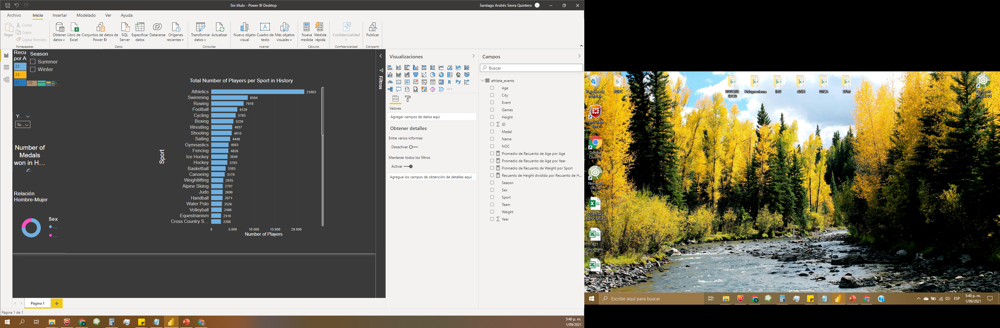 Sin título - Power BI Desktop
Santiago Andrés Sierra Quintero
Archivo
Inicio
Insertar
Modelado
Ver
Ayuda
Pegar
Cortar
Copia
Copiar formato
Portapapeles
Obtener datos
Libro de Excel
Conjuntos de datos de Power BI
SQL Server
Especificar datos
Dataverse
Orígenes recientes
Datos
Transformar datos
Actualizar
Consultas
Nuevo objeto visual
Cuadro de texto
Más objetos visuales
Insertar
Nueva medida
Medida rápida
Cálculos
Confidencialidad
Confidencialidad
Publicar
Compartir
Recu
por A
22
23
21
20
Season
Summer
Winter
Y..
To...
Number of
Medals
won in H...
Relación
Hombre-Mujer
Sex
...
...
Total Number of Players per Sport in History
Sport
Athletics 21883
Swimming 8594
Rowing 7618
Football 6129
Cycling 5765
Boxing 5220
Wrestling 4937
Shooting 4815
Sailing 4448
Gymnastics 4083
Fencing 4026
Ice Hockey 3849
Hockey 3783
Basketball 3383
Canoeing 3179
Weightlifting 2835
Alpine Skiing 2707
Judo 2699
Handball 2671
Water Polo 2526
Volleyball 2486
Equestrianism 2318
Cross Country S... 2288
0 5.000 10.000 15.000 20.000
Number of Players
Filtros
Visualizaciones
R
Py
...
Valores
Agregar campos de datos aquí
Obtener detalles
Entre varios informes
Desactivar
Mantener todos los filtros
Activar
Agregue los campos de obtención de detalles aquí.
Campos
Buscar
athlete_events
Age
City
Event
Games
Height
ID
Medal
Name
NOC
Promedio de Recuento de Age por Age
Promedio de Recuento de Age por Year
Promedio de Recuento de Weight por Sport
Recuento de Height dividido por Recuento de H...
Season
Sex
Sport
Team
Weight
Year
Página 1
Página 1 de 1
5:40 p. m.
1/09/2021
Papelera de reciclaje
FDEC
BOSQUE SECO
Fiduprevisora
IFN
ANH
OTCA
EPM
Novasoft Oficial V4
FortiClient VPN
Google Chrome
Novasoft Oficial
CUENTAS BANCARIAS
627 funcionam...
627 hoy
Escribe aquí para buscar
ESP
5:40 p. m.
1/09/2021